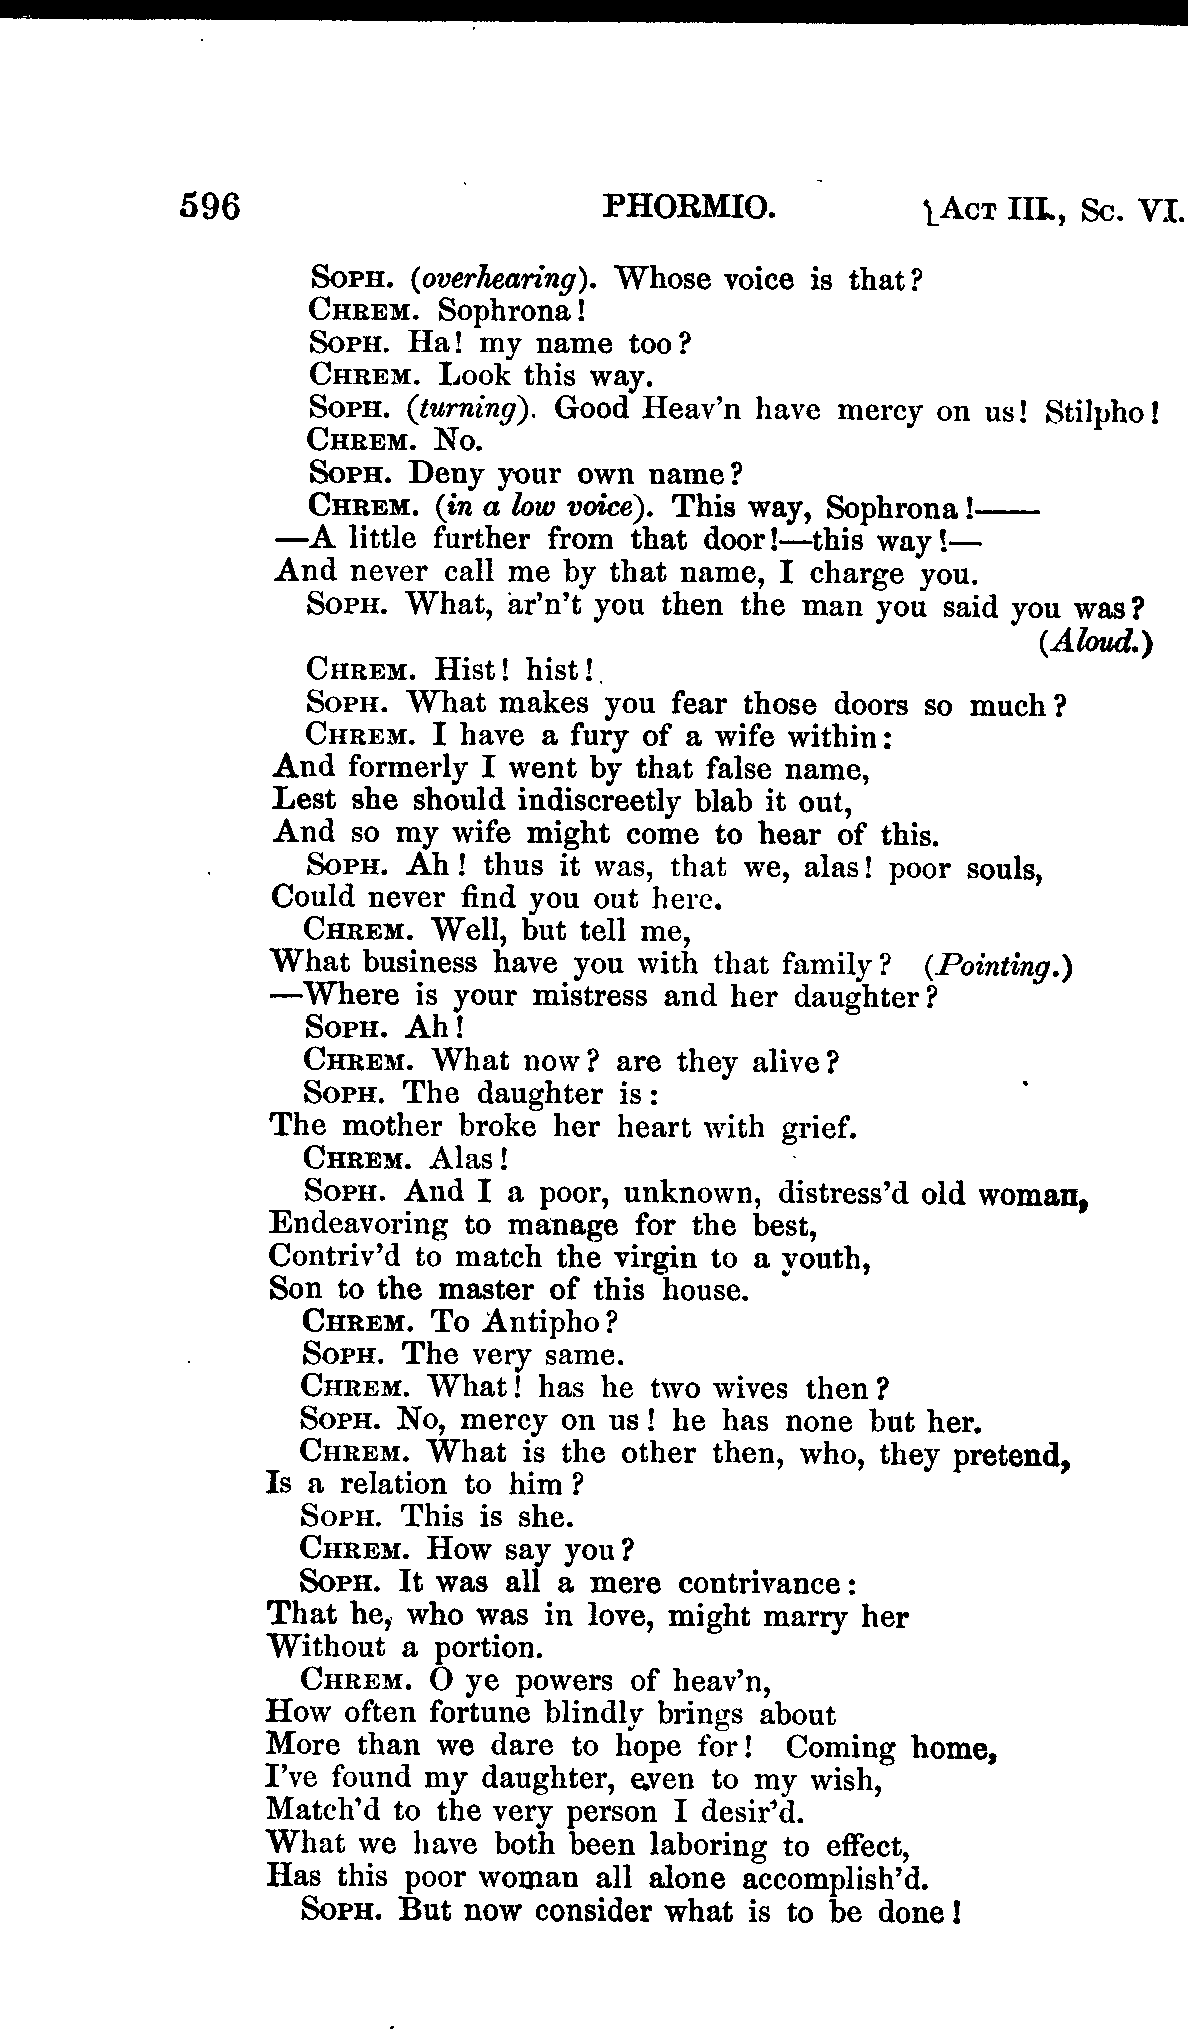 596 PHORMIO. [ACT III., Sc. VI.
SOPH. (overhearing). Whose voice is that?
CHREM. Sophrona!
SOPH. Ha! my name too?
CHREM. Look this way.
SOPH. (turning). Good Heav'n have mercy on us! Stilpho!
CHREM. No.
SOPH. Deny your own name?
CHREM. (in a low voice). This way, Sophrona!——
—A little further from that door!—this way!—
And never call me by that name, I charge you.
SOPH. What, ar'n't you then the man you said you was?
(Aloud.)
CHREM. Hist! hist!
SOPH. What makes you fear those doors so much?
CHREM. I have a fury of a wife within:
And formerly I went by that false name,
Lest she should indiscreetly blab it out,
And so my wife might come to hear of this.
SOPH. Ah! thus it was, that we, alas! poor souls,
Could never find you out here.
CHREM. Well, but tell me,
What business have you with that family? (Pointing.)
—Where is your mistress and her daughter?
SOPH. Ah!
CHREM. What now? are they alive?
SOPH. The daughter is:
The mother broke her heart with grief.
CHREM. Alas!
SOPH. And I a poor, unknown, distress'd old woman,
Endeavoring to manage for the best,
Contriv'd to match the virgin to a youth,
Son to the master of this house.
CHREM. To Antipho?
SOPH. The very same.
CHREM. What! has he two wives then?
SOPH. No, mercy on us! he has none but her.
CHREM. What is the other then, who, they pretend,
Is a relation to him?
SOPH. This is she.
CHREM. How say you?
SOPH. It was all a mere contrivance:
That he, who was in love, might marry her
Without a portion.
CHREM. O ye powers of heav'n,
How often fortune blindly brings about
More than we dare to hope for! Coming home,
I've found my daughter, even to my wish,
Match'd to the very person I desir'd.
What we have both been laboring to effect,
Has this poor woman all alone accomplish'd.
SOPH. But now consider what is to be done!